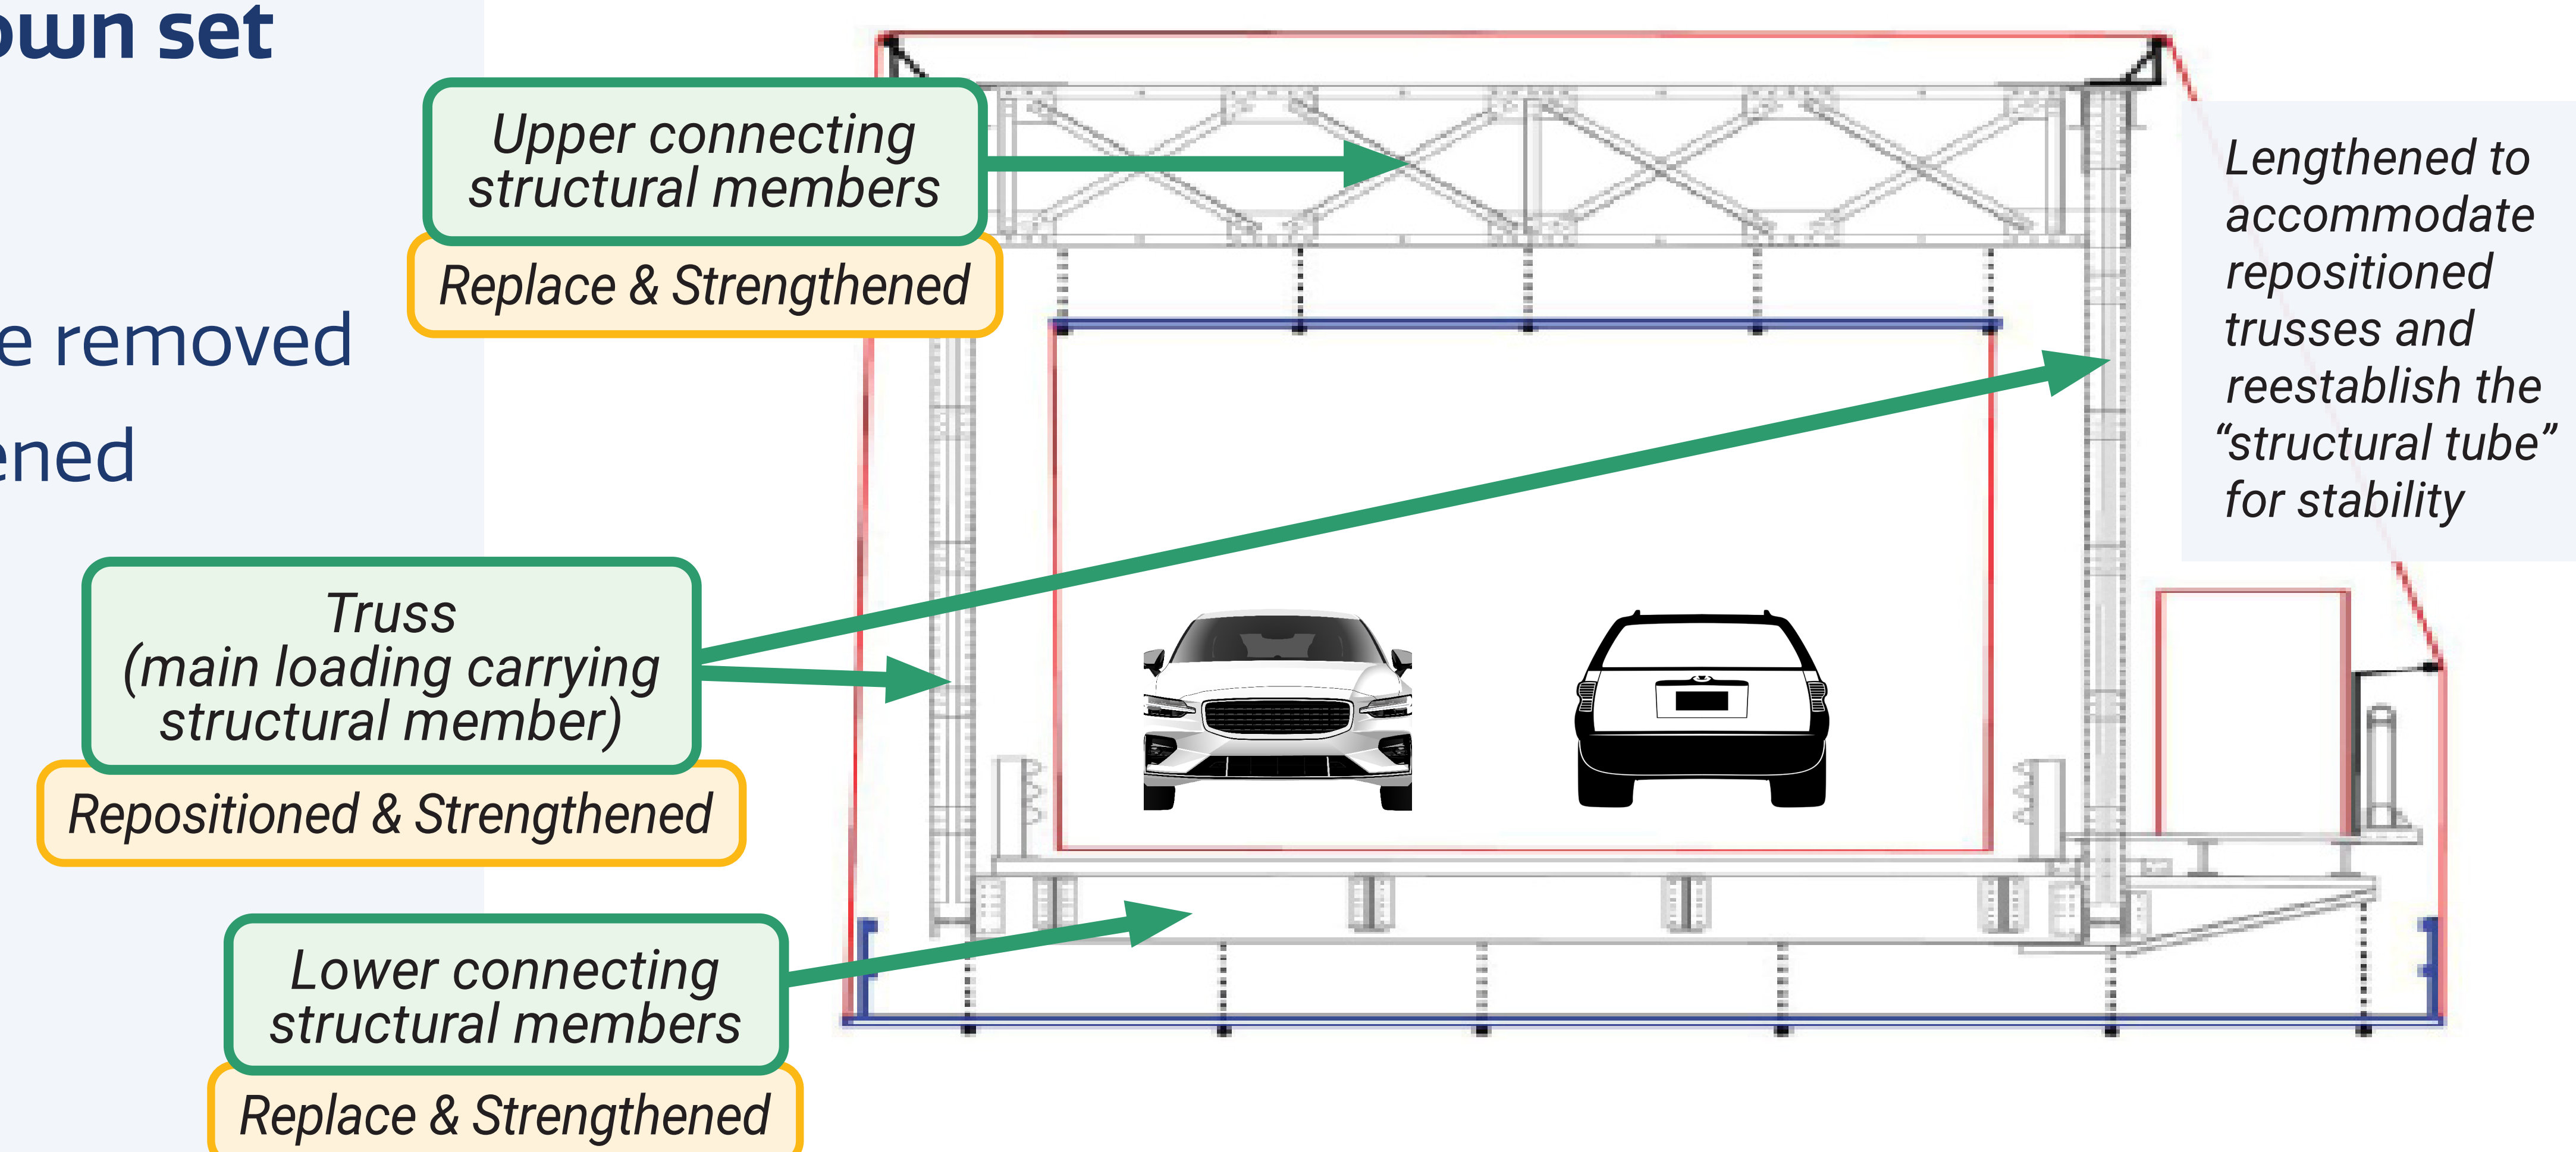 own set
e removed
ened
Upper connecting
structural members
Replace & Strengthened
Truss
(main loading carrying
structural member)
Repositioned & Strengthened
Lower connecting
structural members
Replace & Strengthened
Lengthened to
accommodate
repositioned
trusses and
reestablish the
“structural tube”
for stability